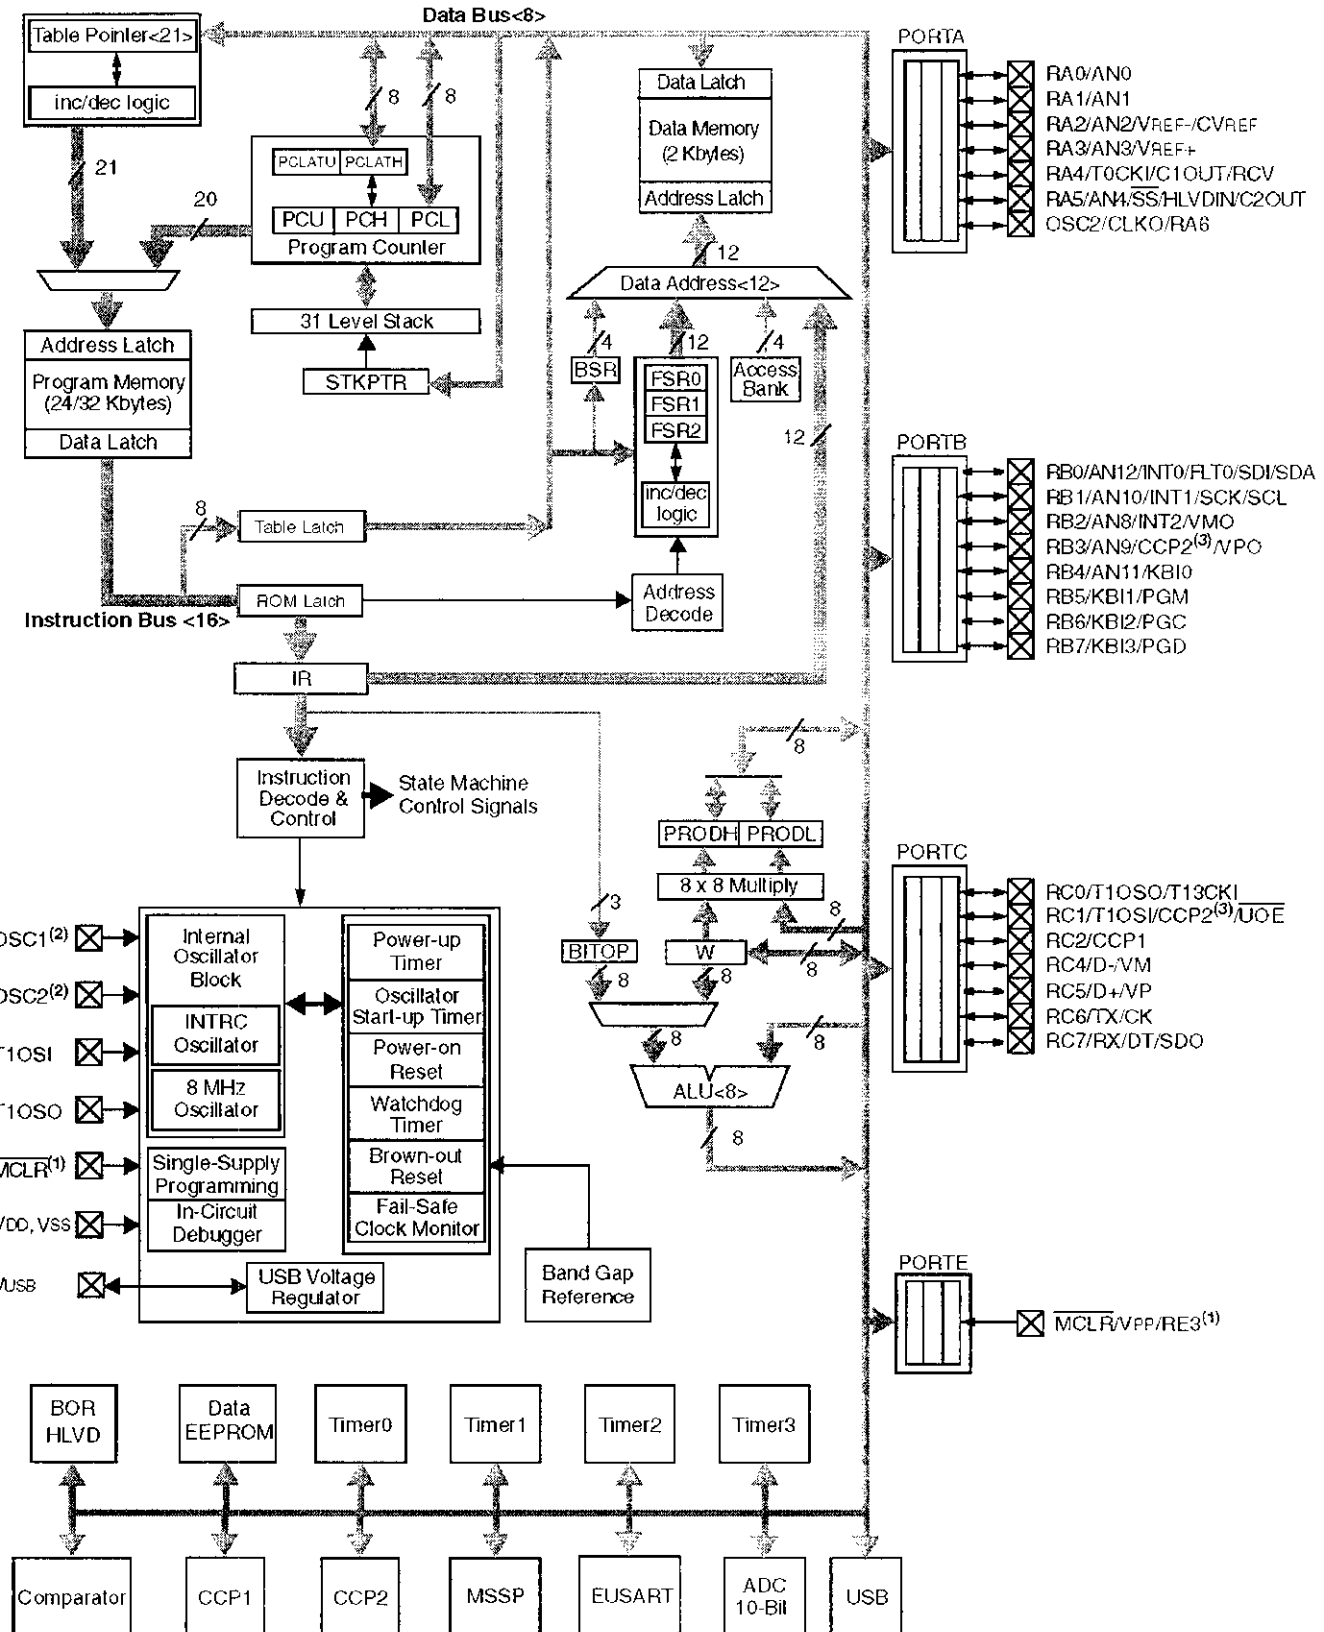 Data Bus<8>
Table Pointer<21>
inc/dec logic
21
8
8
PCLATU PCLATH
PCU PCH PCL
Program Counter
20
31 Level Stack
STKPTR
Address Latch
Program Memory
(24/32 Kbytes)
Data Latch
8
Table Latch
ROM Latch
Instruction Bus <16>
IR
Data Latch
Data Memory
(2 Kbytes)
Address Latch
12
Data Address<12>
4
12
4
BSR
FSR0
FSR1
FSR2
inc/dec
logic
Access
Bank
12
Address
Decode
Instruction
Decode &
Control
State Machine
Control Signals
8
PRODH PRODL
8 x 8 Multiply
3
8
BITOP
W
8
8
8
8
8
ALU<8>
8
OSC1(2)
OSC2(2)
T1OSI
T1OSO
MCLR(1)
VDD, VSS
VUSB
Internal
Oscillator
Block
INTRC
Oscillator
8 MHz
Oscillator
Single-Supply
Programming
In-Circuit
Debugger
Power-up
Timer
Oscillator
Start-up Timer
Power-on
Reset
Watchdog
Timer
Brown-out
Reset
Fail-Safe
Clock Monitor
USB Voltage
Regulator
Band Gap
Reference
PORTA
RA0/AN0
RA1/AN1
RA2/AN2/VREF-/CVREF
RA3/AN3/VREF+
RA4/T0CKI/C1OUT/RCV
RA5/AN4/SS/HLVDIN/C2OUT
OSC2/CLKO/RA6
PORTB
RB0/AN12/INT0/FLT0/SDI/SDA
RB1/AN10/INT1/SCK/SCL
RB2/AN8/INT2/VMO
RB3/AN9/CCP2(3)/VPO
RB4/AN11/KBI0
RB5/KBI1/PGM
RB6/KBI2/PGC
RB7/KBI3/PGD
PORTC
RC0/T1OSO/T13CKI
RC1/T1OSI/CCP2(3)/UOE
RC2/CCP1
RC4/D-/VM
RC5/D+/VP
RC6/TX/CK
RC7/RX/DT/SDO
PORTE
MCLR/VPP/RE3(1)
BOR
HLVD
Data
EEPROM
Timer0
Timer1
Timer2
Timer3
Comparator
CCP1
CCP2
MSSP
EUSART
ADC
10-Bit
USB